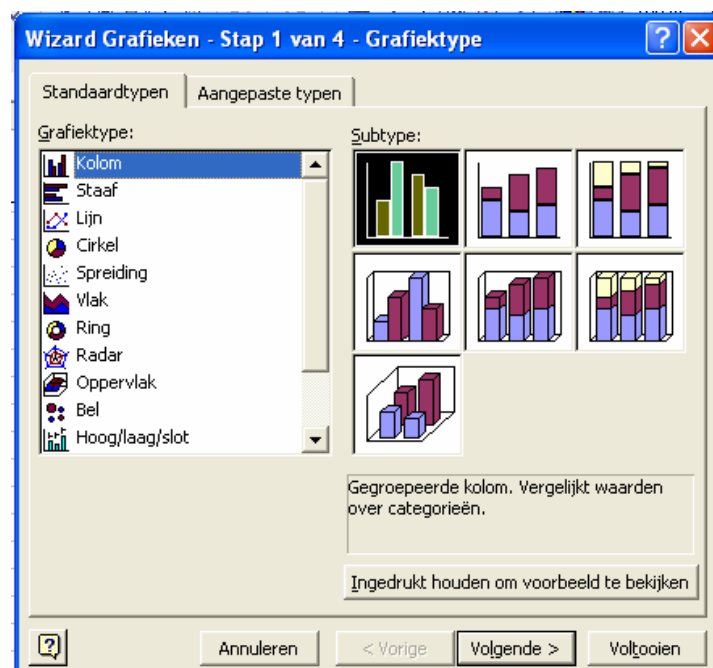 Wizard Grafieken - Stap 1 van 4 - Grafiektype
Standaardtypen
Aangepaste typen
Grafiektype:
Kolom
Staaf
Lijn
Cirkel
Spreiding
Vlak
Ring
Radar
Oppervlak
Bel
Hoog/laag/slot
Subtype:
Gegroepeerde kolom. Vergelijkt waarden
over categorieën.
Ingedrukt houden om voorbeeld te bekijken
Annuleren
< Vorige
Volgende >
Voltooien